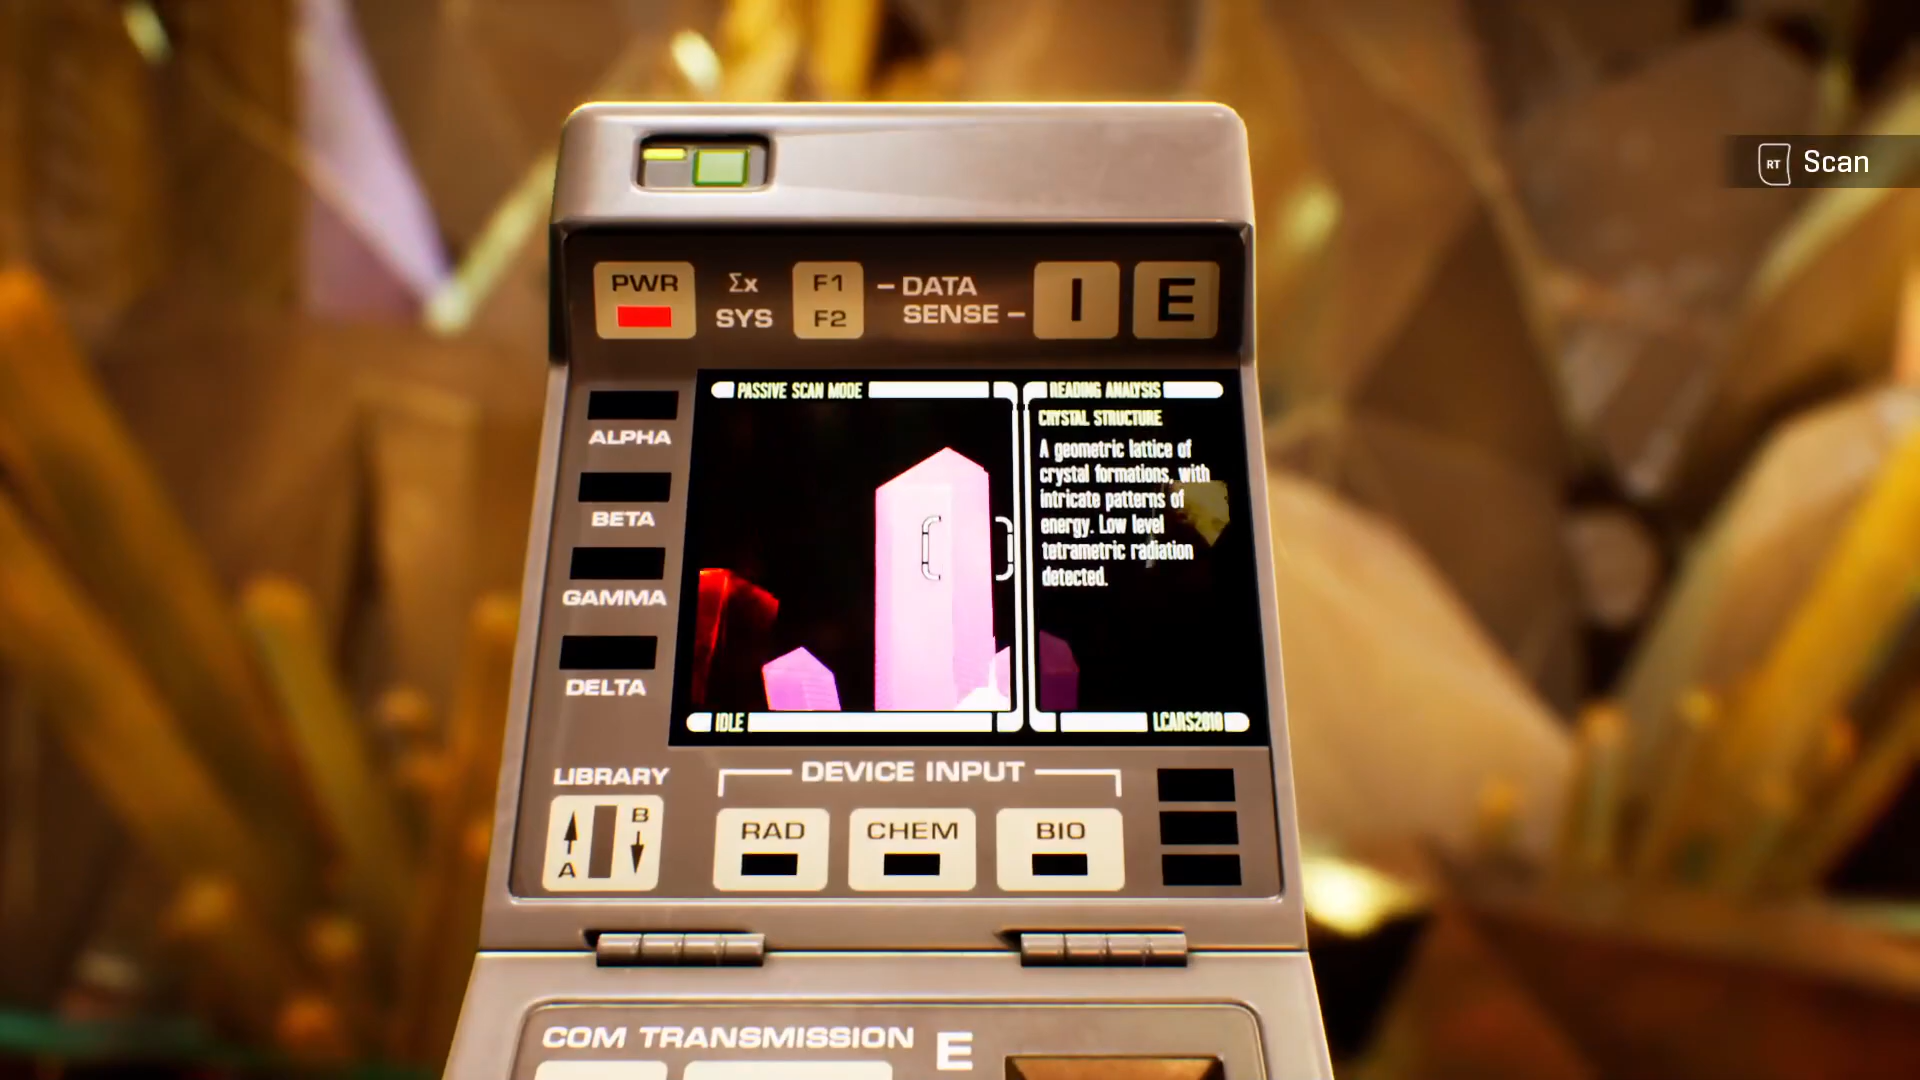 RT Scan
PWR
Σx
SYS
F1
F2
– DATA
SENSE –
I
E
ALPHA
BETA
GAMMA
DELTA
PASSIVE SCAN MODE
IDLE
READING ANALYSIS
CRYSTAL STRUCTURE
A geometric lattice of
crystal formations, with
intricate patterns of
energy. Low level
tetrametric radiation
detected.
LCARS2010
LIBRARY
A
B
DEVICE INPUT
RAD
CHEM
BIO
COM TRANSMISSION
E